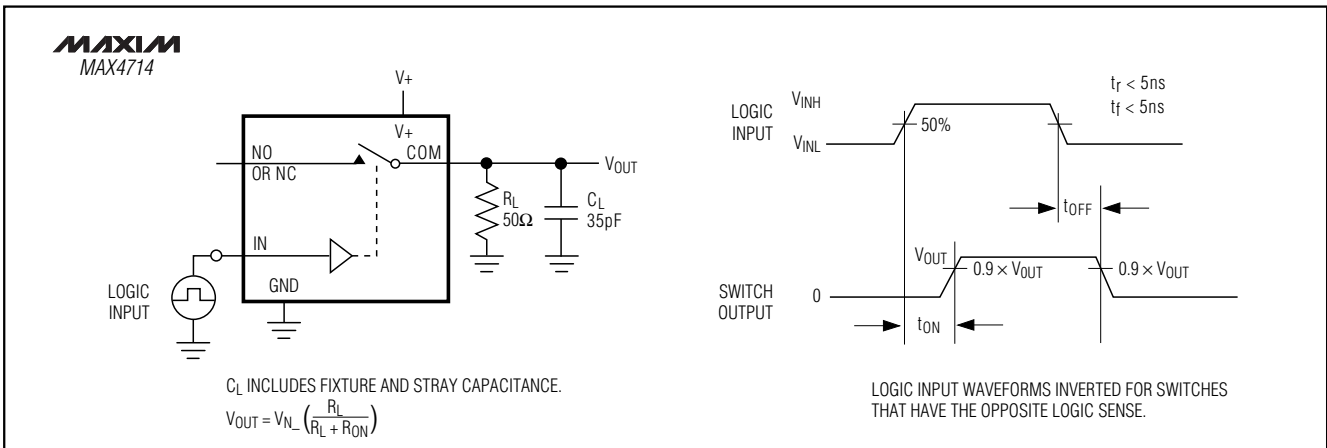 MAXIM
MAX4714
V+
V+
NO
OR NC
COM
VOUT
RL
50Ω
CL
35pF
IN
GND
LOGIC
INPUT
CL INCLUDES FIXTURE AND STRAY CAPACITANCE.
VOUT = VN_ (RL / RL + RON)
LOGIC
INPUT
VINH
VINL
50%
tr < 5ns
tf < 5ns
tOFF
SWITCH
OUTPUT
VOUT
0
0.9 × VOUT
0.9 × VOUT
tON
LOGIC INPUT WAVEFORMS INVERTED FOR SWITCHES
THAT HAVE THE OPPOSITE LOGIC SENSE.